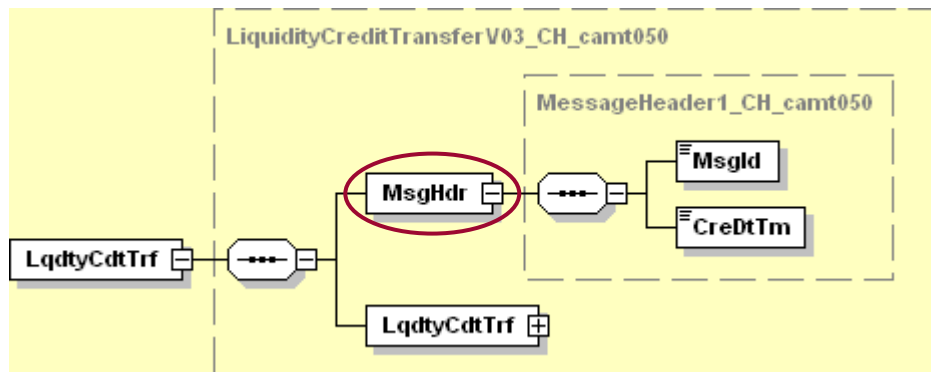 LiquidityCreditTransferV03_CH_camt050
MessageHeader1_CH_camt050
MsgId
MsgHdr
CreDtTm
LqdtyCdtTrf
LqdtyCdtTrf